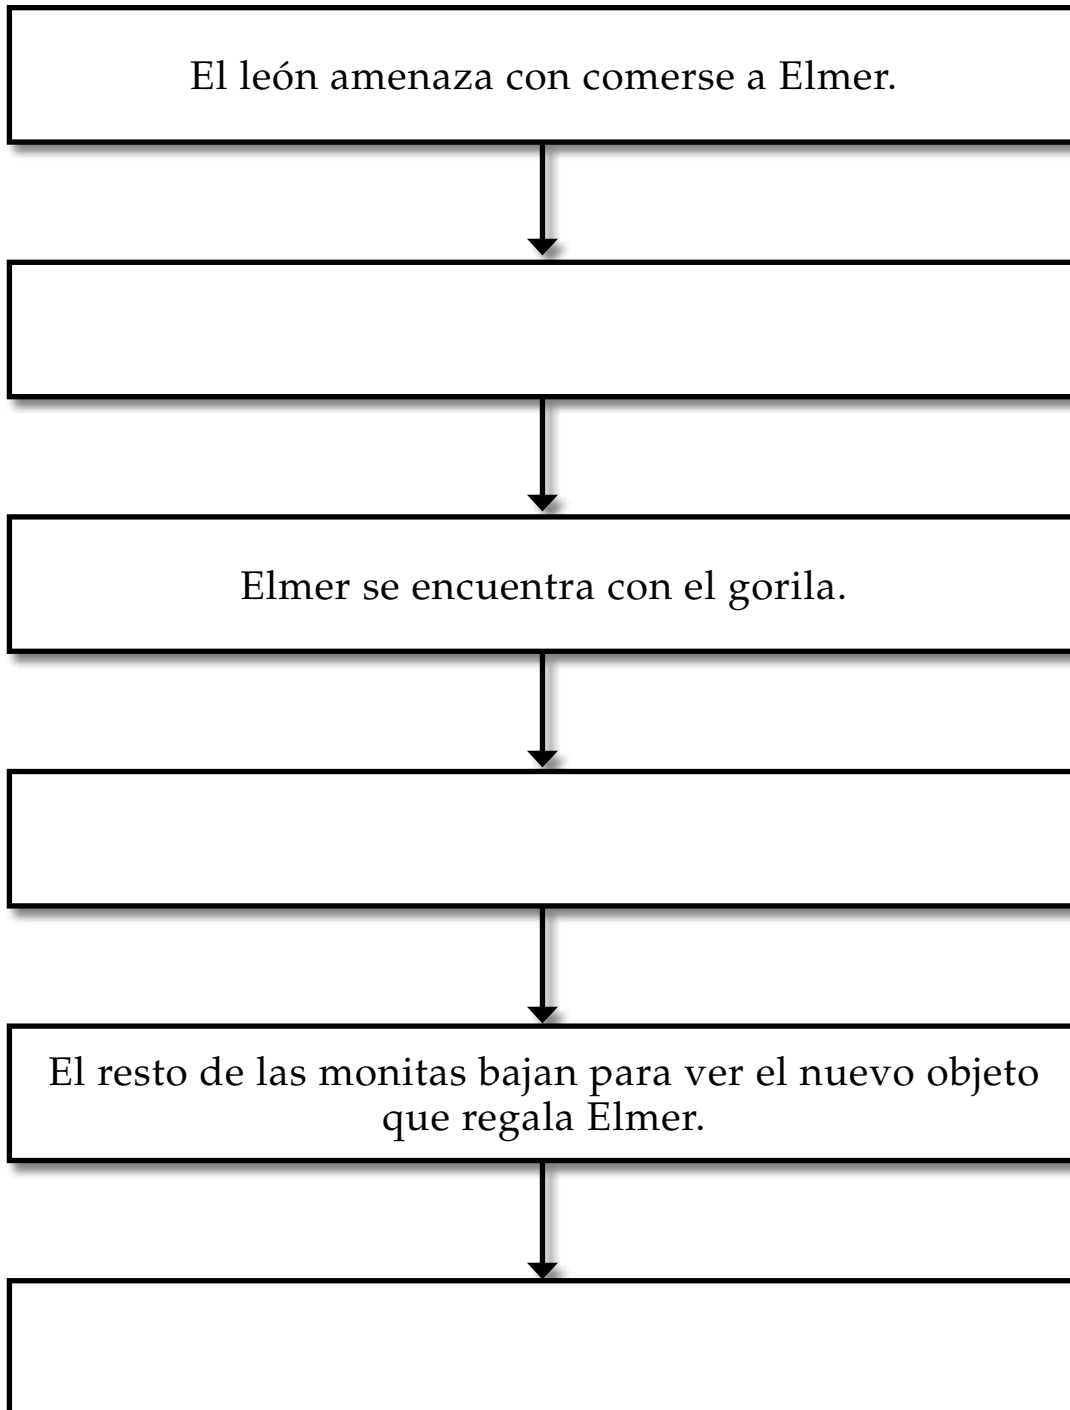 El león amenaza con comerse a Elmer.
Elmer se encuentra con el gorila.
El resto de las monitas bajan para ver el nuevo objeto
que regala Elmer.